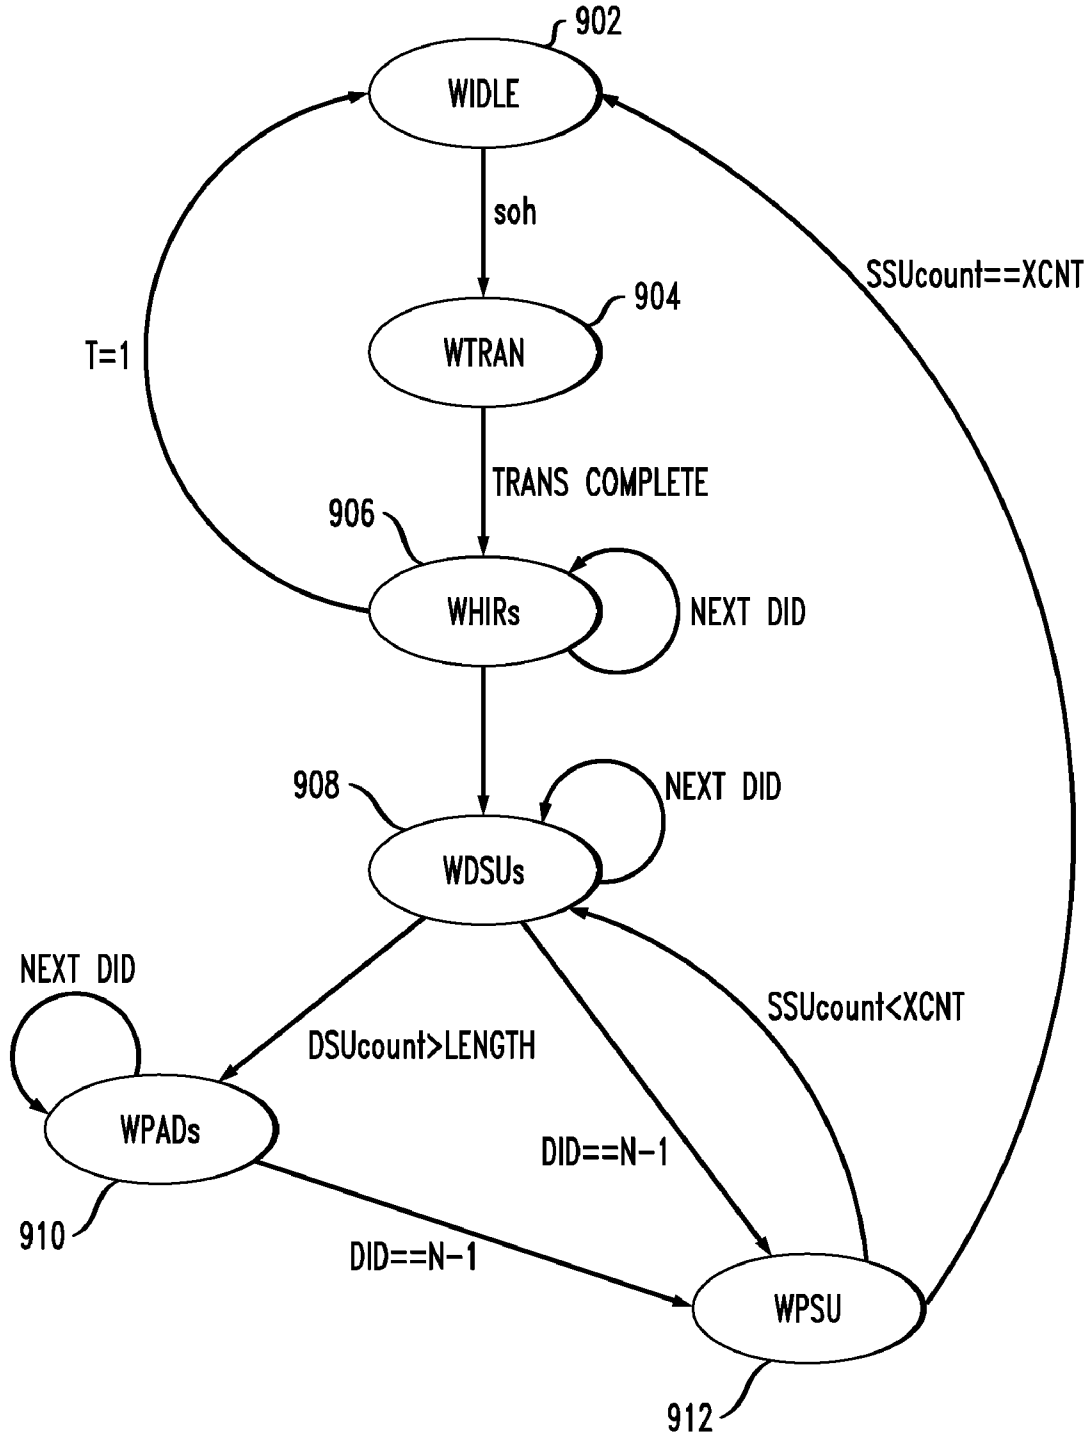 902
WIDLE
soh
SSUcount==XCNT
904
WTRAN
T=1
TRANS COMPLETE
906
WHIRs
NEXT DID
908
NEXT DID
WDSUs
NEXT DID
SSUcount<XCNT
DSUcount>LENGTH
WPADs
DID==N-1
910
DID==N-1
WPSU
912